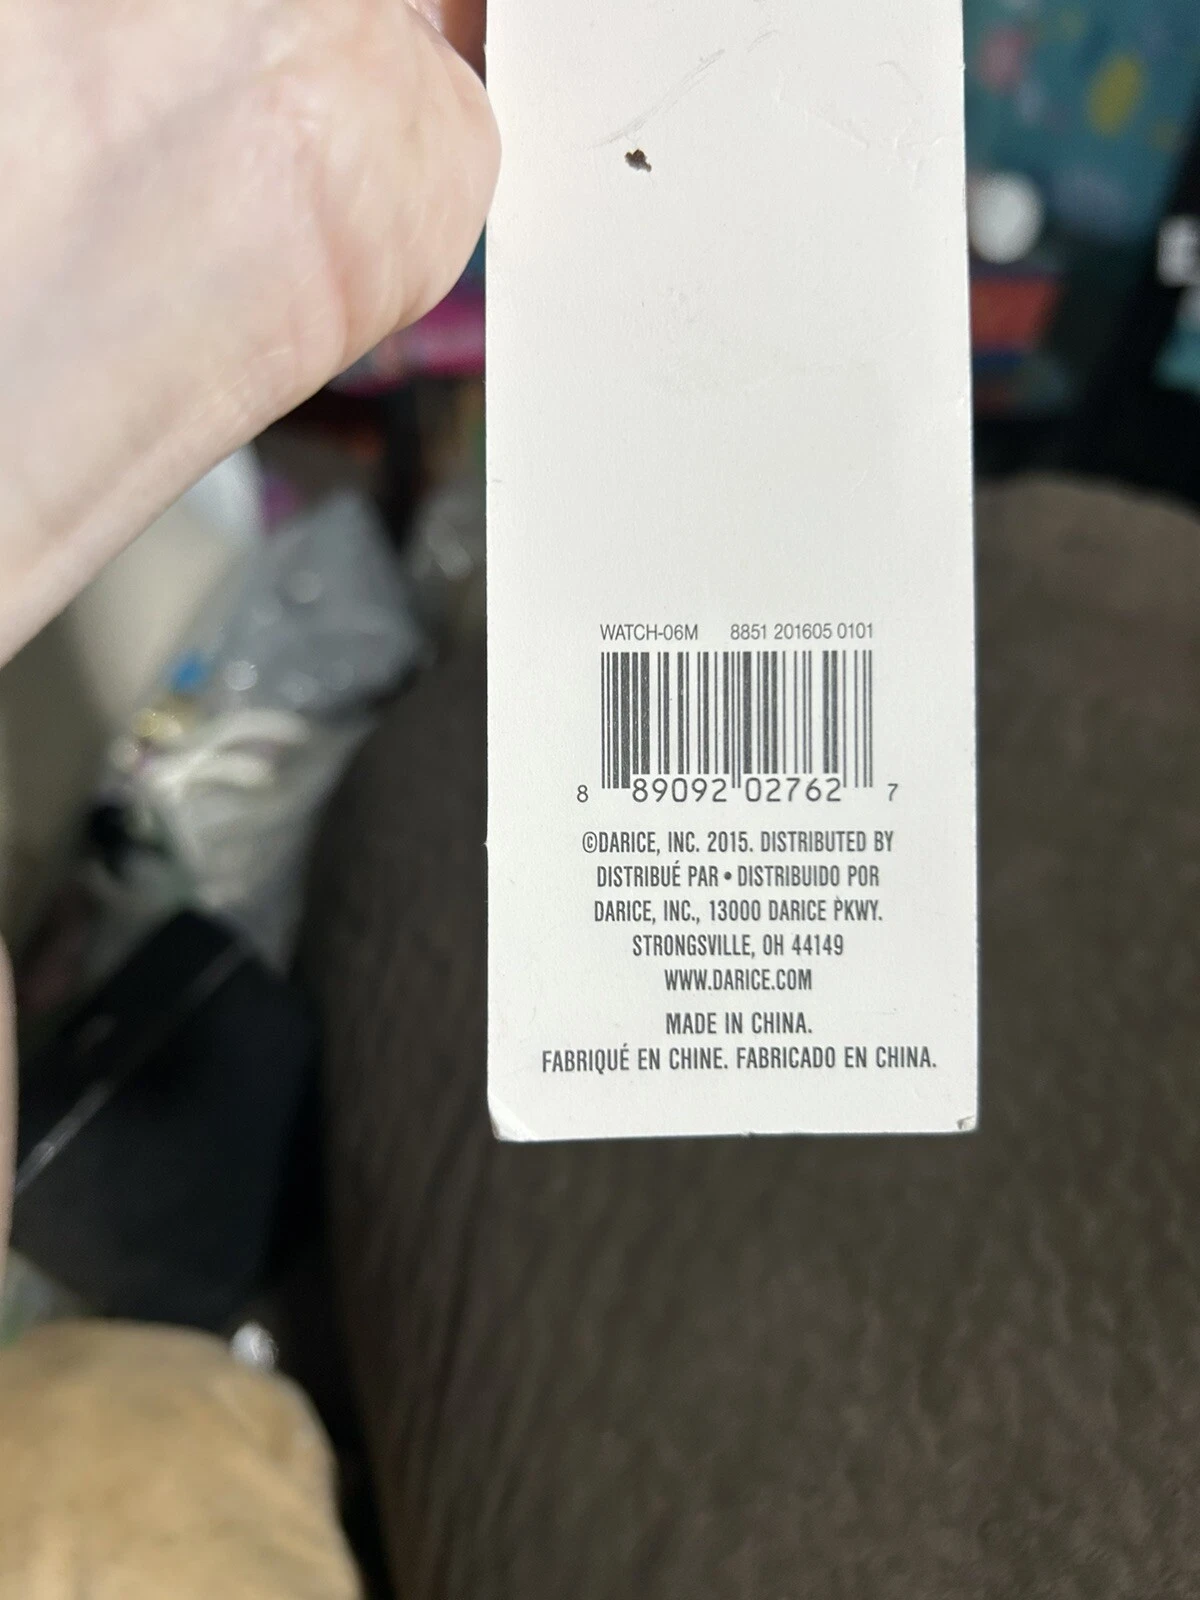 WATCH-06M 8851 201605 0101
8 89092 02762 7
©DARICE, INC. 2015. DISTRIBUTED BY
DISTRIBUÉ PAR • DISTRIBUIDO POR
DARICE, INC., 13000 DARICE PKWY.
STRONGSVILLE, OH 44149
WWW.DARICE.COM
MADE IN CHINA.
FABRIQUÉ EN CHINE. FABRICADO EN CHINA.